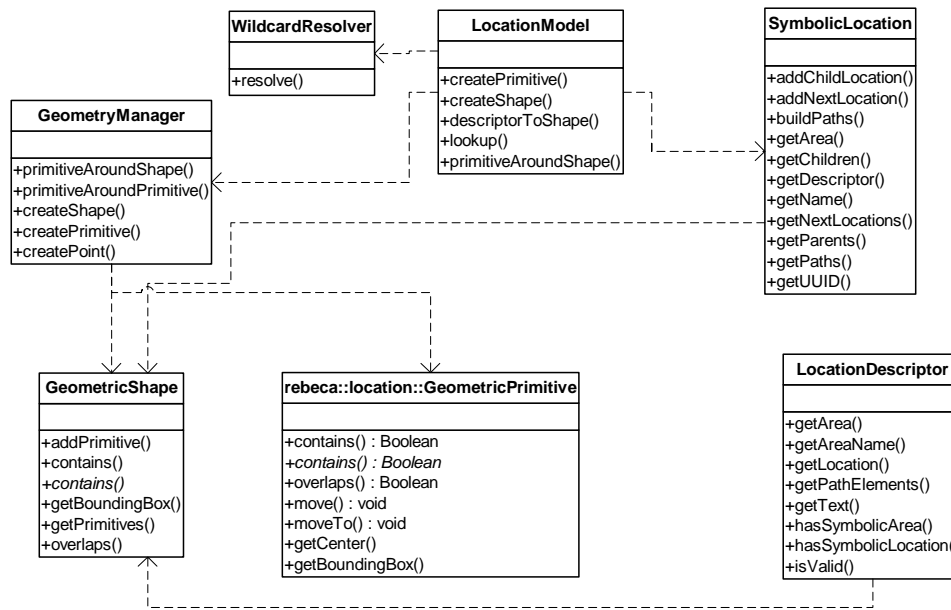 WildcardResolver
+resolve()
LocationModel
+createPrimitive()
+createShape()
+descriptorToShape()
+lookup()
+primitiveAroundShape()
SymbolicLocation
+addChildLocation()
+addNextLocation()
+buildPaths()
+getArea()
+getChildren()
+getDescriptor()
+getName()
+getNextLocations()
+getParents()
+getPaths()
+getUUID()
GeometryManager
+primitiveAroundShape()
+primitiveAroundPrimitive()
+createShape()
+createPrimitive()
+createPoint()
GeometricShape
+addPrimitive()
+contains()
+contains()
+getBoundingBox()
+getPrimitives()
+overlaps()
rebeca::location::GeometricPrimitive
+contains() : Boolean
+contains() : Boolean
+overlaps() : Boolean
+move() : void
+moveTo() : void
+getCenter()
+getBoundingBox()
LocationDescriptor
+getArea()
+getAreaName()
+getLocation()
+getPathElements()
+getText()
+hasSymbolicArea()
+hasSymbolicLocation()
+isValid()